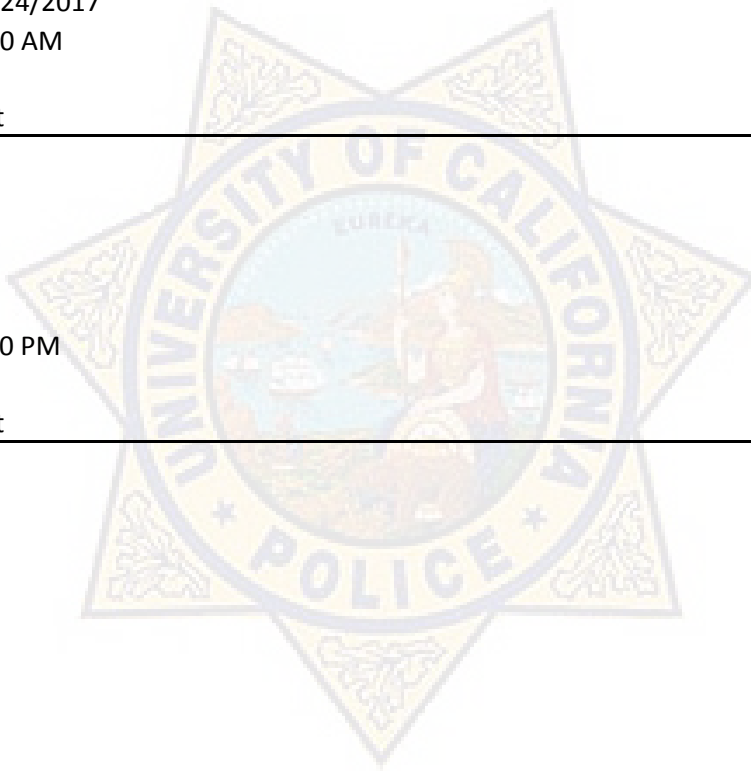 24/2017
0 AM
t
UNIVERSITY OF CALIFORNIA
EUREKA
0 PM
t
* POLICE *